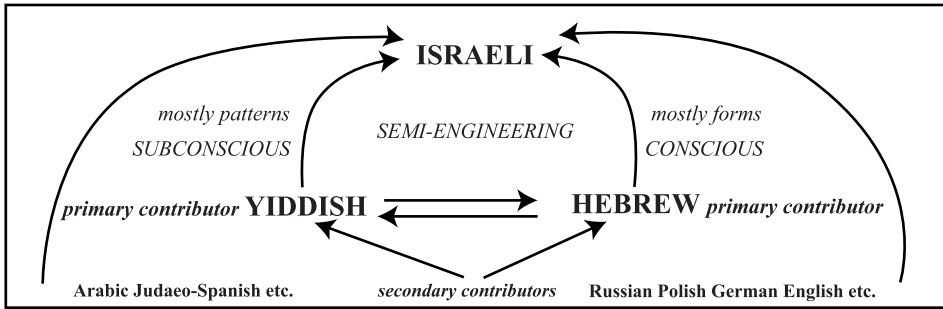 ISRAELI
mostly patterns
SUBCONSCIOUS
SEMI-ENGINEERING
mostly forms
CONSCIOUS
primary contributor YIDDISH
HEBREW primary contributor
Arabic Judaeo-Spanish etc.
secondary contributors
Russian Polish German English etc.